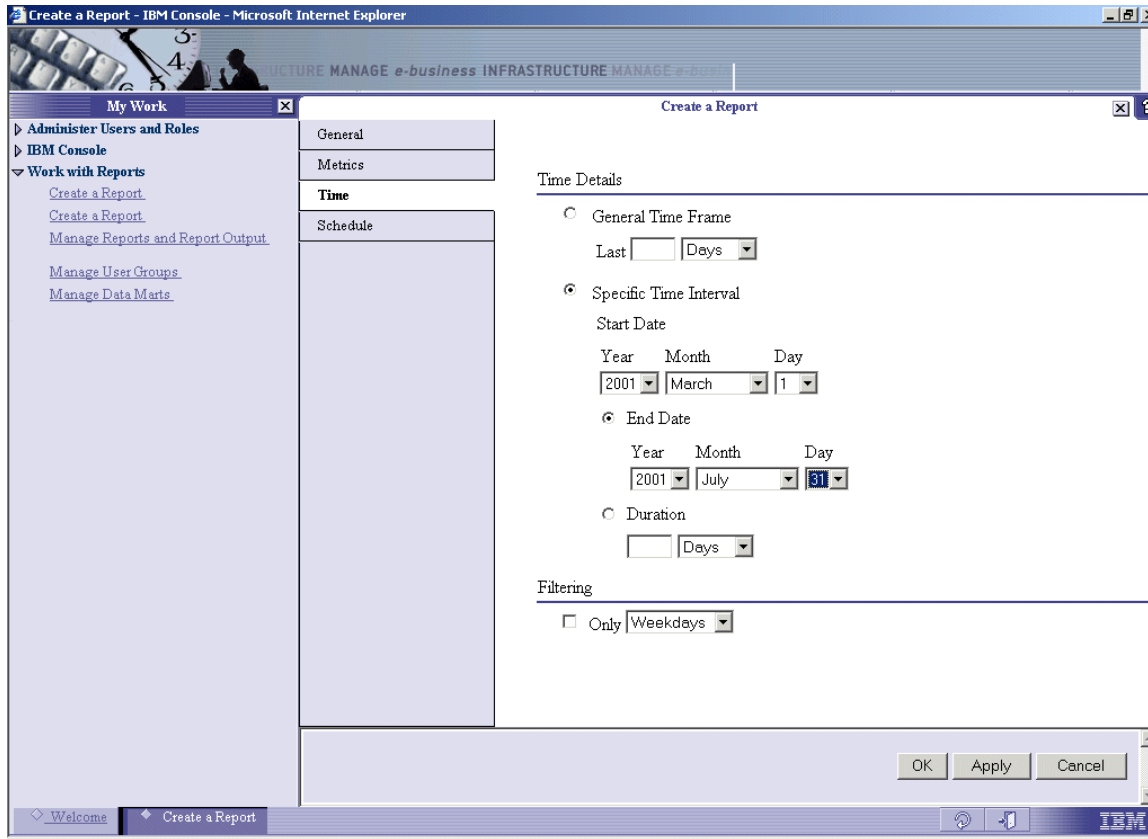 Create a Report - IBM Console - Microsoft Internet Explorer
UCTURE MANAGE e-business INFRASTRUCTURE MANAGE e-busi
My Work
Create a Report
Administer Users and Roles
IBM Console
Work with Reports
Create a Report
Create a Report
Manage Reports and Report Output
Manage User Groups
Manage Data Marts
General
Metrics
Time
Schedule
Time Details
General Time Frame
Last Days
Specific Time Interval
Start Date
Year Month Day
2001 March 1
End Date
Year Month Day
2001 July 31
Duration
Days
Filtering
Only Weekdays
OK Apply Cancel
Welcome Create a Report IBM